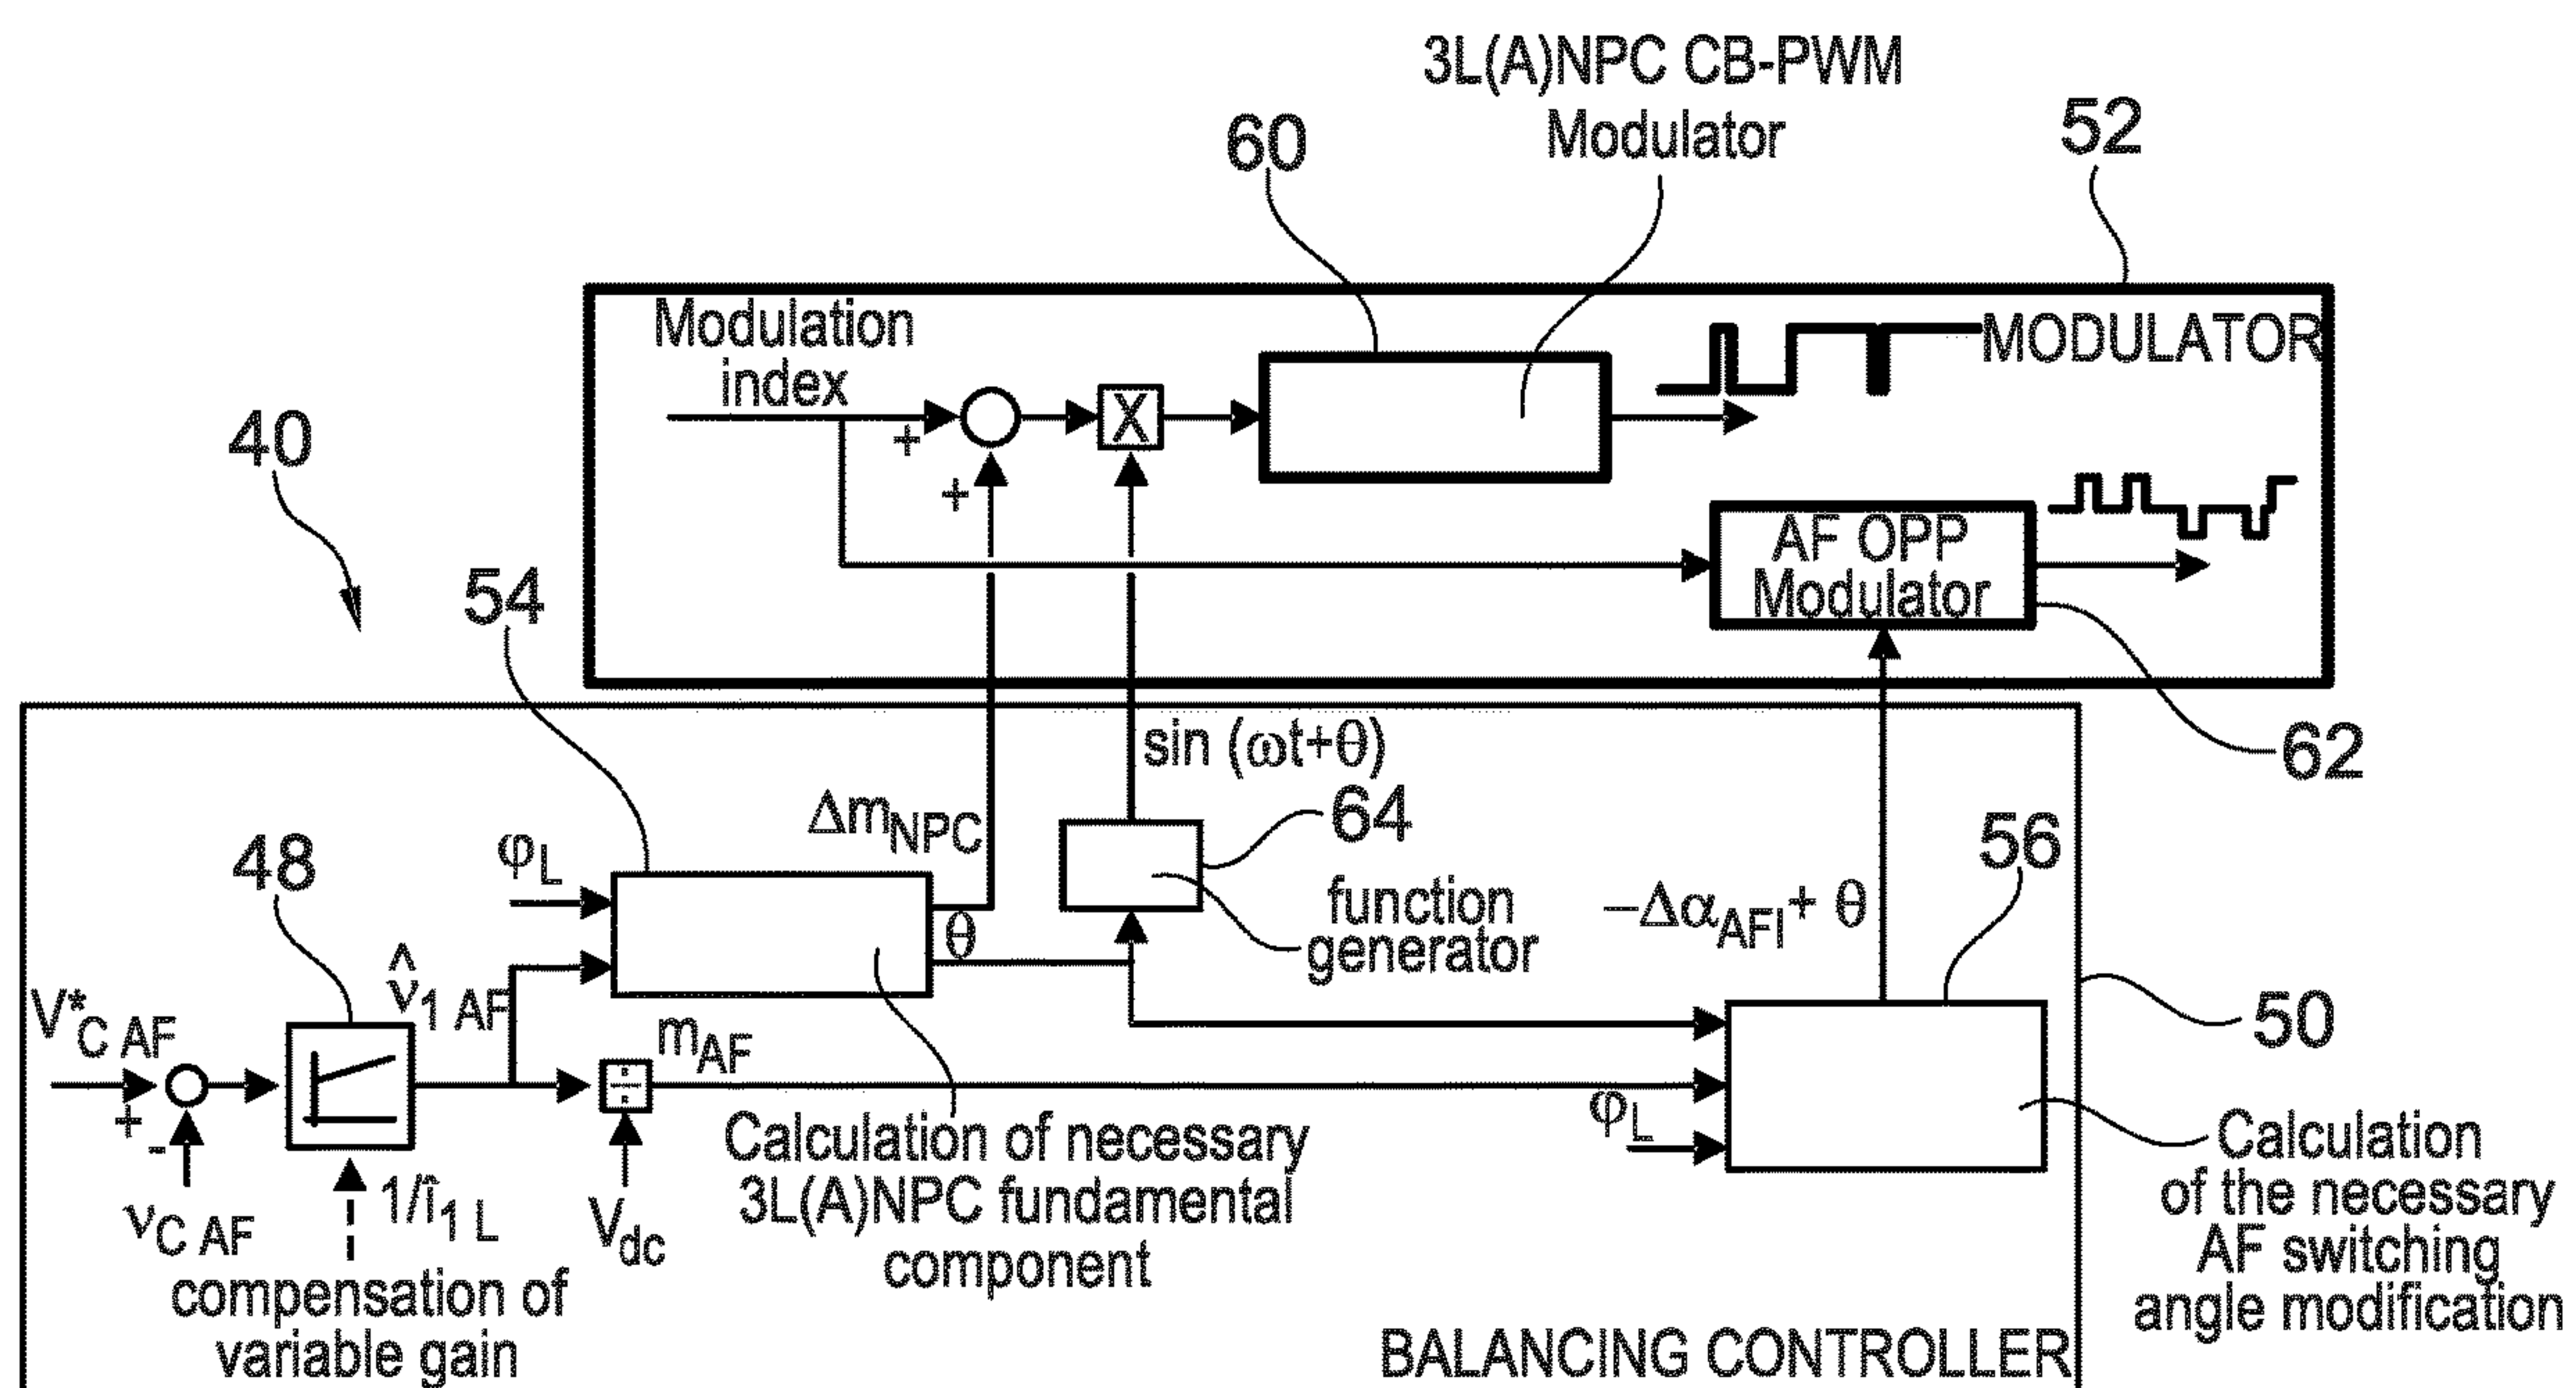 3L(A)NPC CB-PWM
Modulator
60
52
Modulation
index
MODULATOR
X
+
+
40
AF OPP
Modulator
54
62
sin (ωt+θ)
Δm_NPC
64
function
generator
φ_L
48
θ
–Δα_AFI + θ
56
50
V*_C AF
v̂_1 AF
m_AF
÷
+
-
v_C AF
1/î_1 L
V_dc
φ_L
compensation of
variable gain
Calculation of necessary
3L(A)NPC fundamental
component
Calculation
of the necessary
AF switching
angle modification
BALANCING CONTROLLER